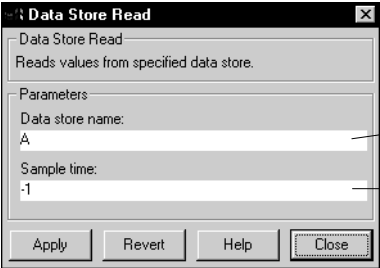 Data Store Read
Data Store Read
Reads values from specified data store.
Parameters
Data store name:
A
Sample time:
-1
Apply Revert Help Close